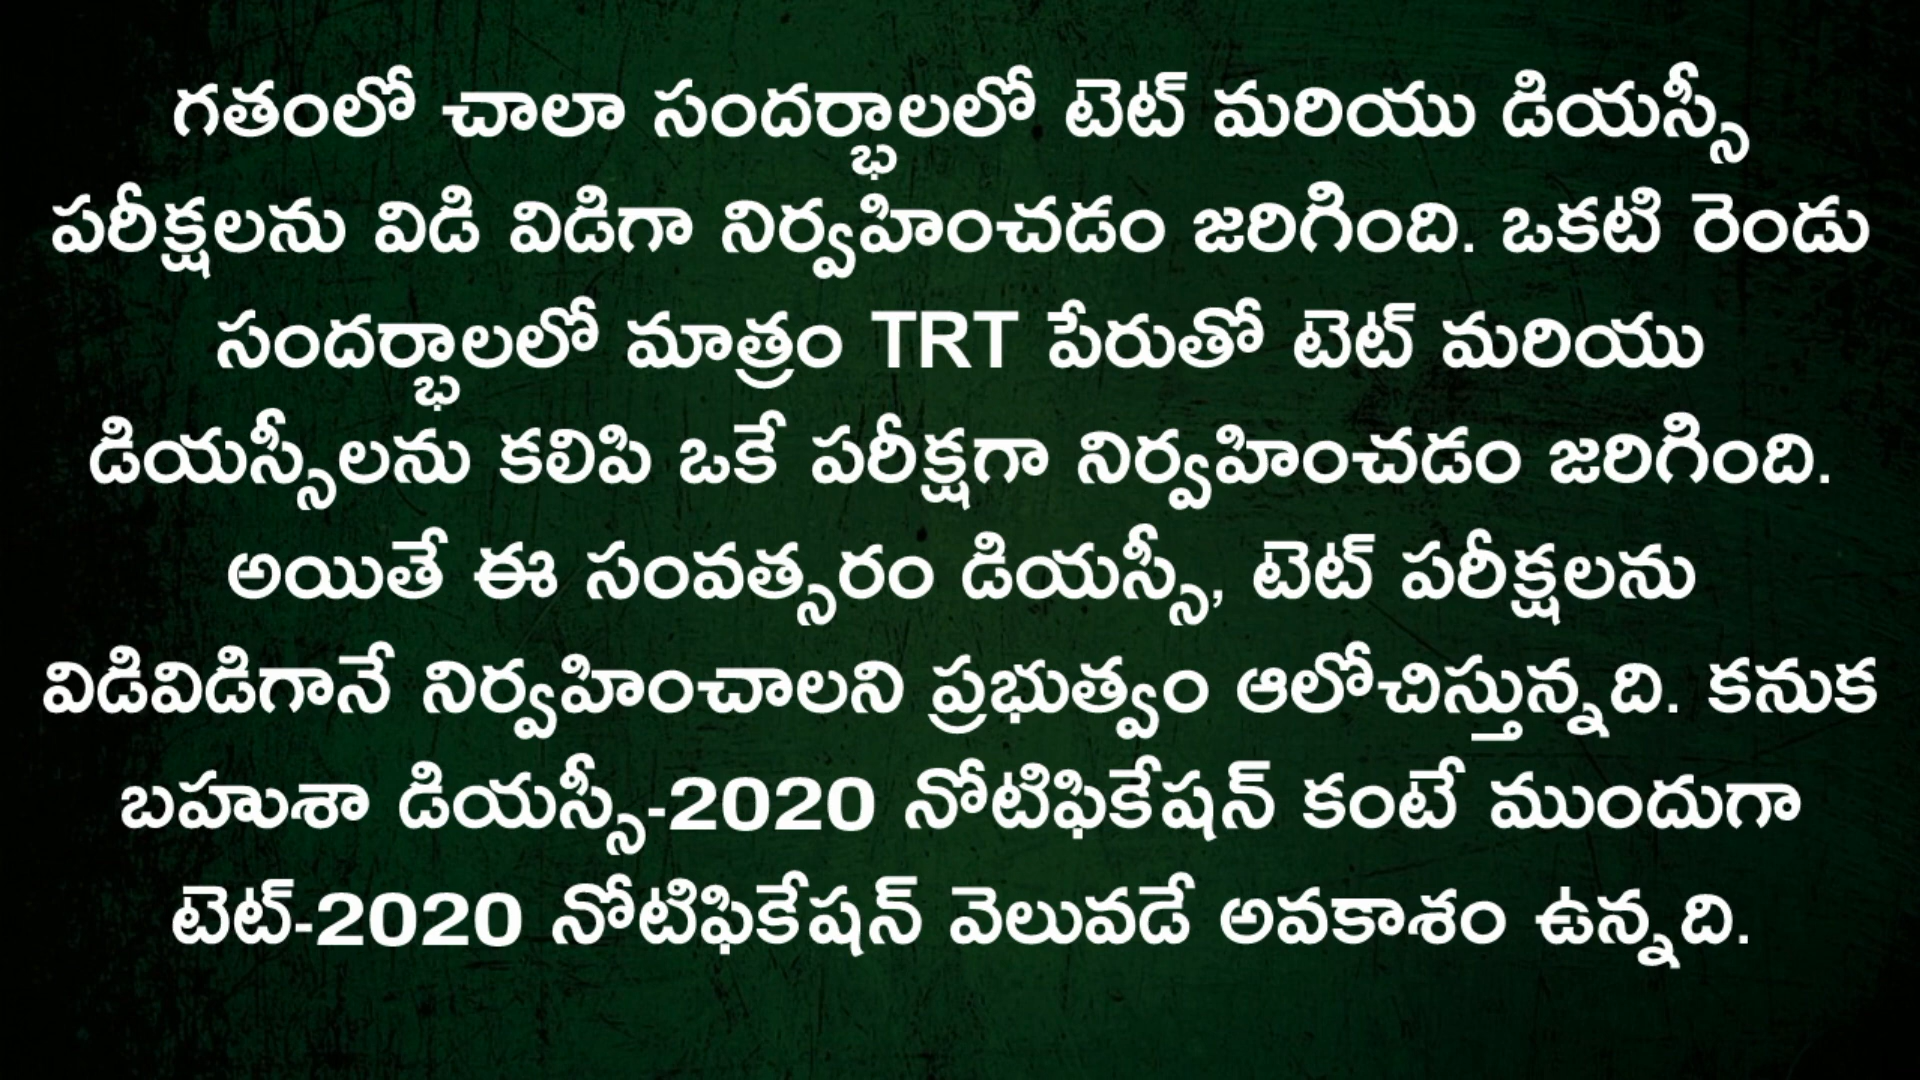 గతంలో చాలా సందర్భాలలో టెట్ మరియు డియస్సీ
పరీక్షలను విడి విడిగా నిర్వహించడం జరిగింది. ఒకటి రెండు
సందర్భాలలో మాత్రం TRT పేరుతో టెట్ మరియు
డియస్సీలను కలిపి ఒకే పరీక్షగా నిర్వహించడం జరిగింది.
అయితే ఈ సంవత్సరం డియస్సీ, టెట్ పరీక్షలను
విడివిడిగానే నిర్వహించాలని ప్రభుత్వం ఆలోచిస్తున్నది. కనుక
బహుశా డియస్సీ-2020 నోటిఫికేషన్ కంటే ముందుగా
టెట్-2020 నోటిఫికేషన్ వెలువడే అవకాశం ఉన్నది.